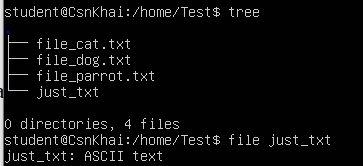 student@CsnKhai:/home/Test$ tree
.
├── file_cat.txt
├── file_dog.txt
├── file_parrot.txt
└── just_txt
0 directories, 4 files
student@CsnKhai:/home/Test$ file just_txt
just_txt: ASCII text